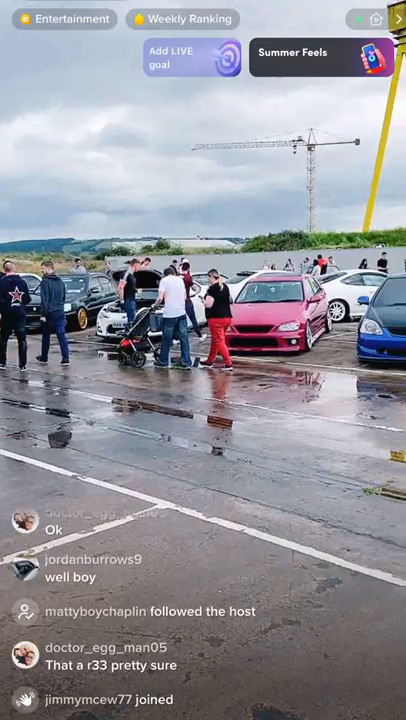 Entertainment
Weekly Ranking
Add LIVE
goal
Summer Feels
doctor_egg_man05
Ok
jordanburrows9
well boy
mattyboychaplin followed the host
doctor_egg_man05
That a r33 pretty sure
jimmymcew77 joined